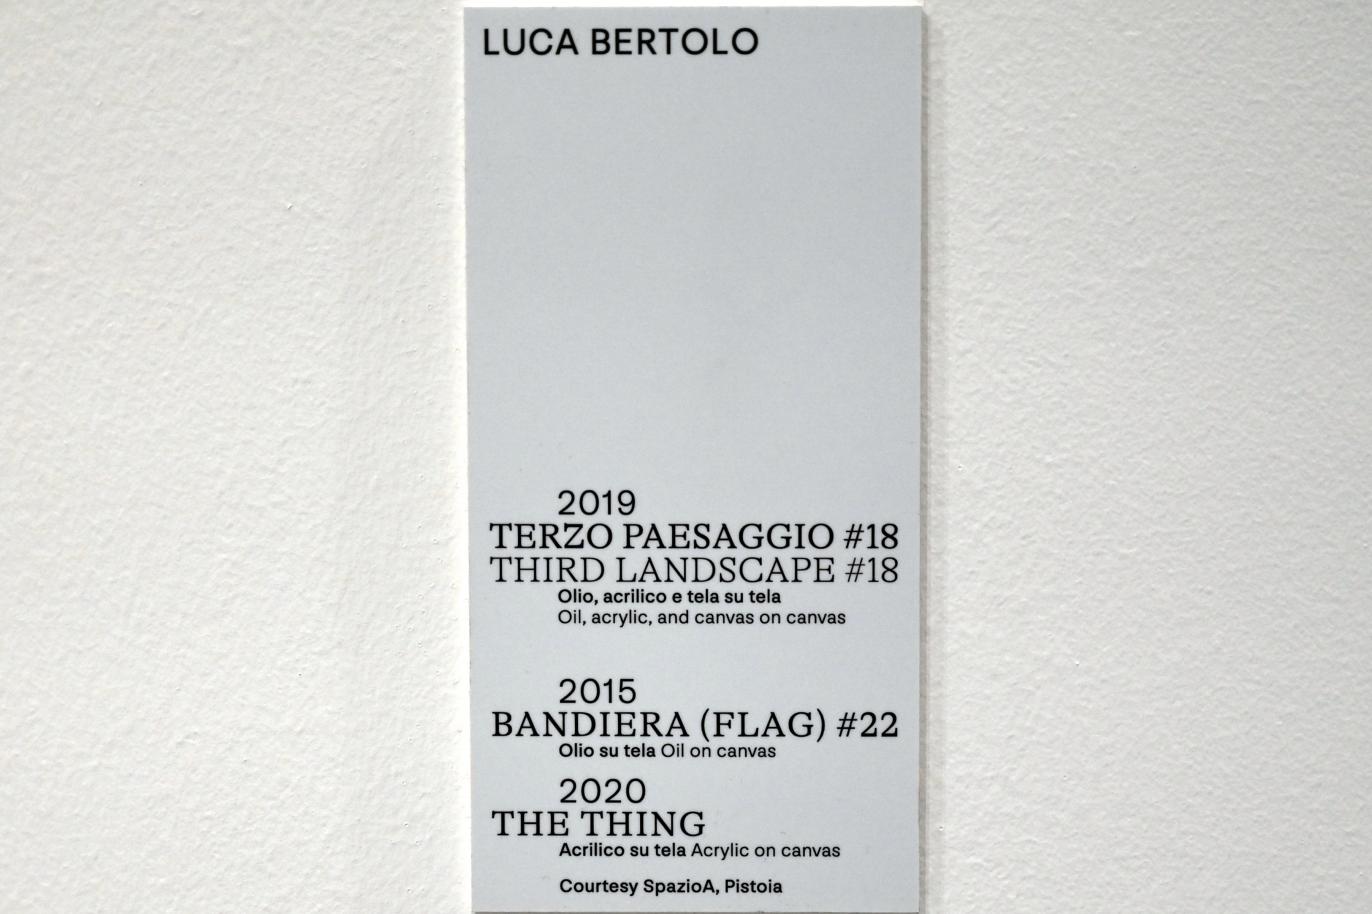 LUCA BERTOLO
2019
TERZO PAESAGGIO #18
THIRD LANDSCAPE #18
Olio, acrilico e tela su tela
Oil, acrylic, and canvas on canvas
2015
BANDIERA (FLAG) #22
Olio su tela Oil on canvas
2020
THE THING
Acrilico su tela Acrylic on canvas
Courtesy SpazioA, Pistoia